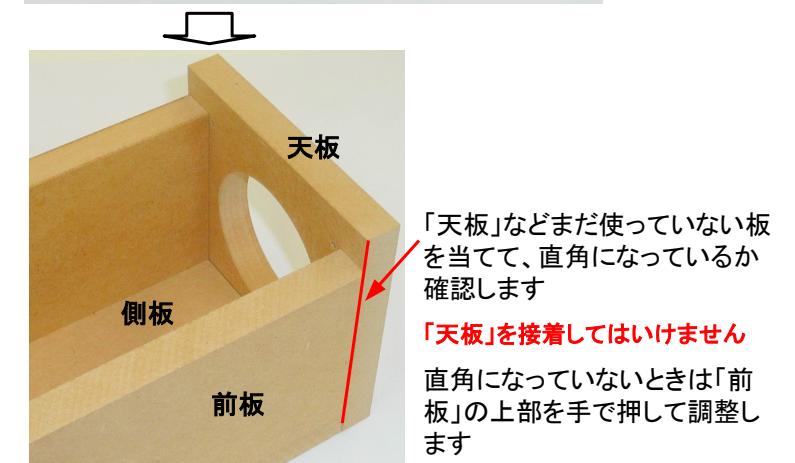 天板
側板
前板
「天板」などまだ使っていない板
を当てて、直角になっているか
確認します
「天板」を接着してはいけません
直角になっていないときは「前
板」の上部を手で押して調整し
ます